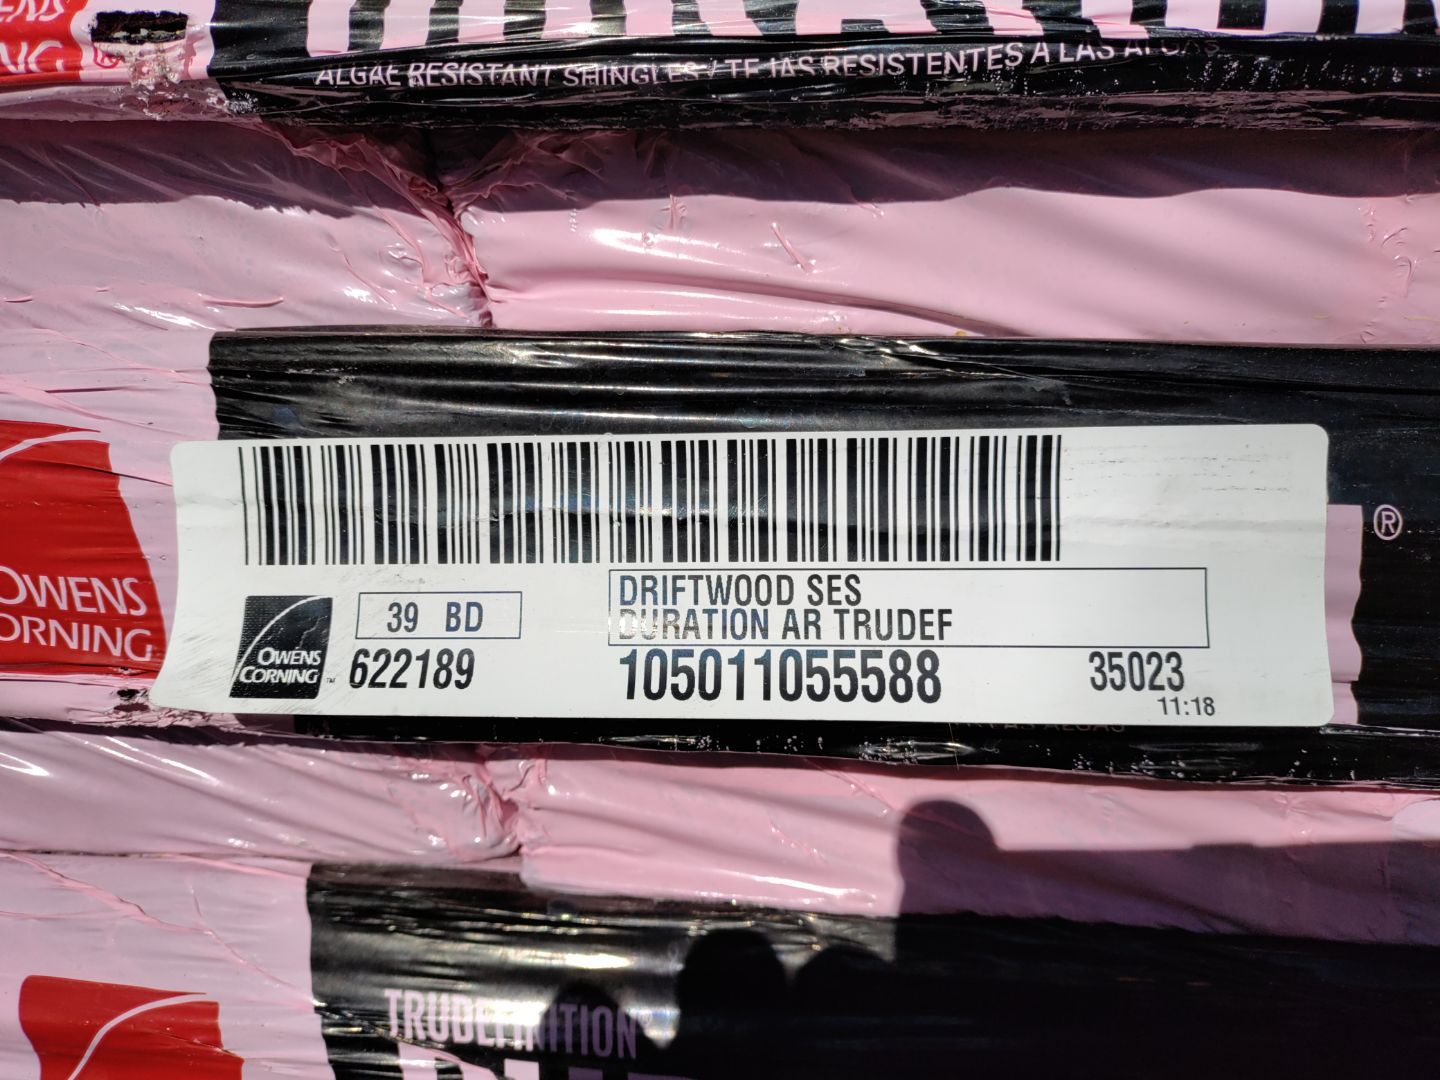 ALGAE RESISTANT SHINGLES / TEJAS RESISTENTES A LAS ALGAS
OWENS
CORNING
®
39 BD
DRIFTWOOD SES
DURATION AR TRUDEF
OWENS
CORNING™
622189
105011055588
35023
11:18
TRUDEFINITION®